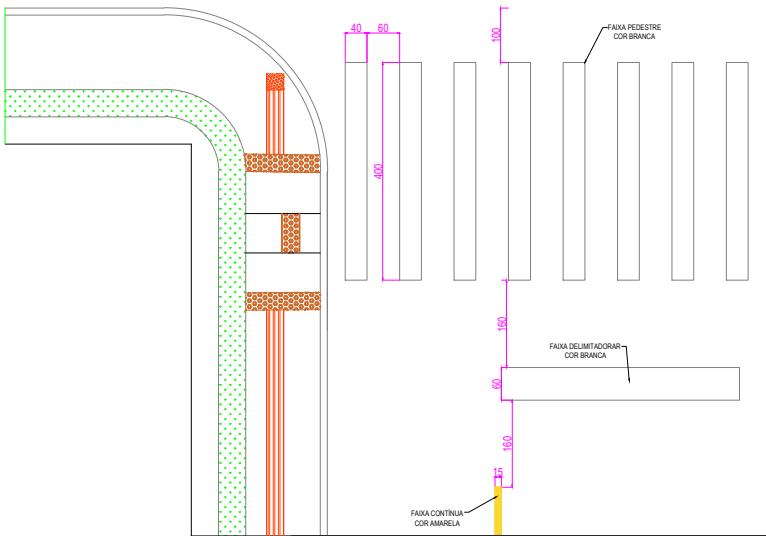 40
60
100
FAIXA PEDESTRE
COR BRANCA
400
160
FAIXA DELIMITADORAR
COR BRANCA
60
160
15
FAIXA CONTÍNUA
COR AMARELA